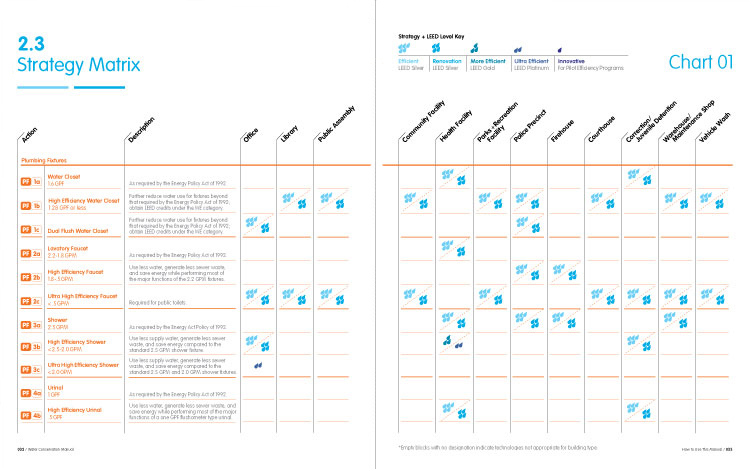 2.3
Strategy Matrix
Strategy + LEED Level Key
Efficient
LEED Silver
Renovation
LEED Silver
More Efficient
LEED Gold
Ultra Efficient
LEED Platinum
Innovative
For Pilot Efficiency Programs
Chart 01
Action
Description
Office
Library
Public Assembly
Community Facility
Health Facility
Parks + Recreation
Facility
Police Precinct
Firehouse
Courthouse
Correction/
Juvenile Detention
Warehouse/
Maintenance Shop
Vehicle Wash
Plumbing Fixtures
PF 1a
Water Closet
1.6 GPF
As required by the Energy Policy Act of 1992.
PF 1b
High Efficiency Water Closet
1.28 GPF or less
Further reduce water use for fixtures beyond
that required by the Energy Policy Act of 1992,
obtain LEED credits under the WE category.
PF 1c
Dual Flush Water Closet
Further reduce water use for fixtures beyond
that required by the Energy Policy Act of 1992;
obtain LEED credits under the WE category.
PF 2a
Lavatory Faucet
2.2-1.8 GPM
As required by the Energy Policy Act of 1992.
PF 2b
High Efficiency Faucet
1.8-.5 GPM
Use less water, generate less sewer waste,
and save energy while performing most of
the major functions of the 2.2 GPM fixtures.
PF 2c
Ultra High Efficiency Faucet
< .5 GPM
Required for public toilets.
PF 3a
Shower
2.5 GPM
As required by the Energy Act Policy of 1992.
PF 3b
High Efficiency Shower
<2.5-2.0 GPM
Use less supply water, generate less sewer
waste, and save energy compared to the
standard 2.5 GPM shower fixture.
PF 3c
Ultra High Efficiency Shower
<2.0 GPM
Use less supply water, generate less sewer
waste, and save energy compared to the
standard 2.5 GPM and 2.0 GPM shower fixtures.
PF 4a
Urinal
1 GPF
As required by the Energy Policy Act of 1992.
PF 4b
High Efficiency Urinal
.5 GPF
Use less water, generate less sewer waste, and
save energy while performing most of the major
functions of a one GPF fluchometer type urinal.
022 / Water Conservation Manual
*Empty blocks with no designation indicate technologies not appropriate for building type.
How to Use This Manual / 023